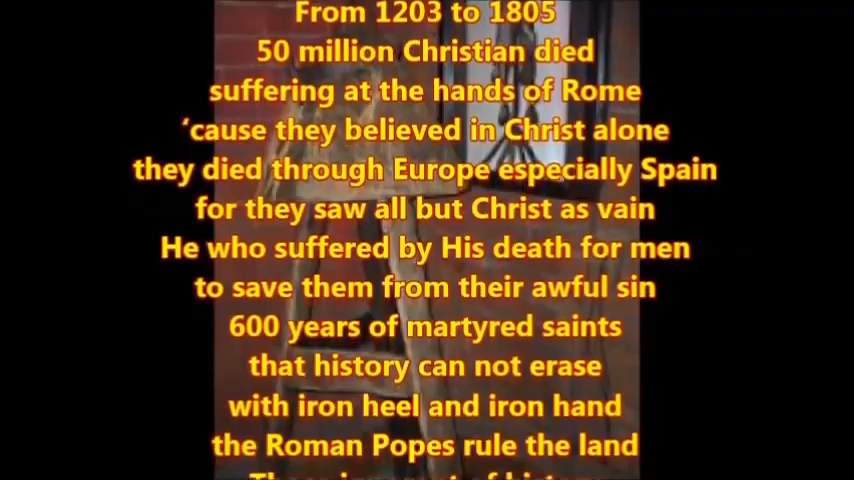 From 1203 to 1805
50 million Christian died
suffering at the hands of Rome
‘cause they believed in Christ alone
they died through Europe especially Spain
for they saw all but Christ as vain
He who suffered by His death for men
to save them from their awful sin
600 years of martyred saints
that history can not erase
with iron heel and iron hand
the Roman Popes rule the land